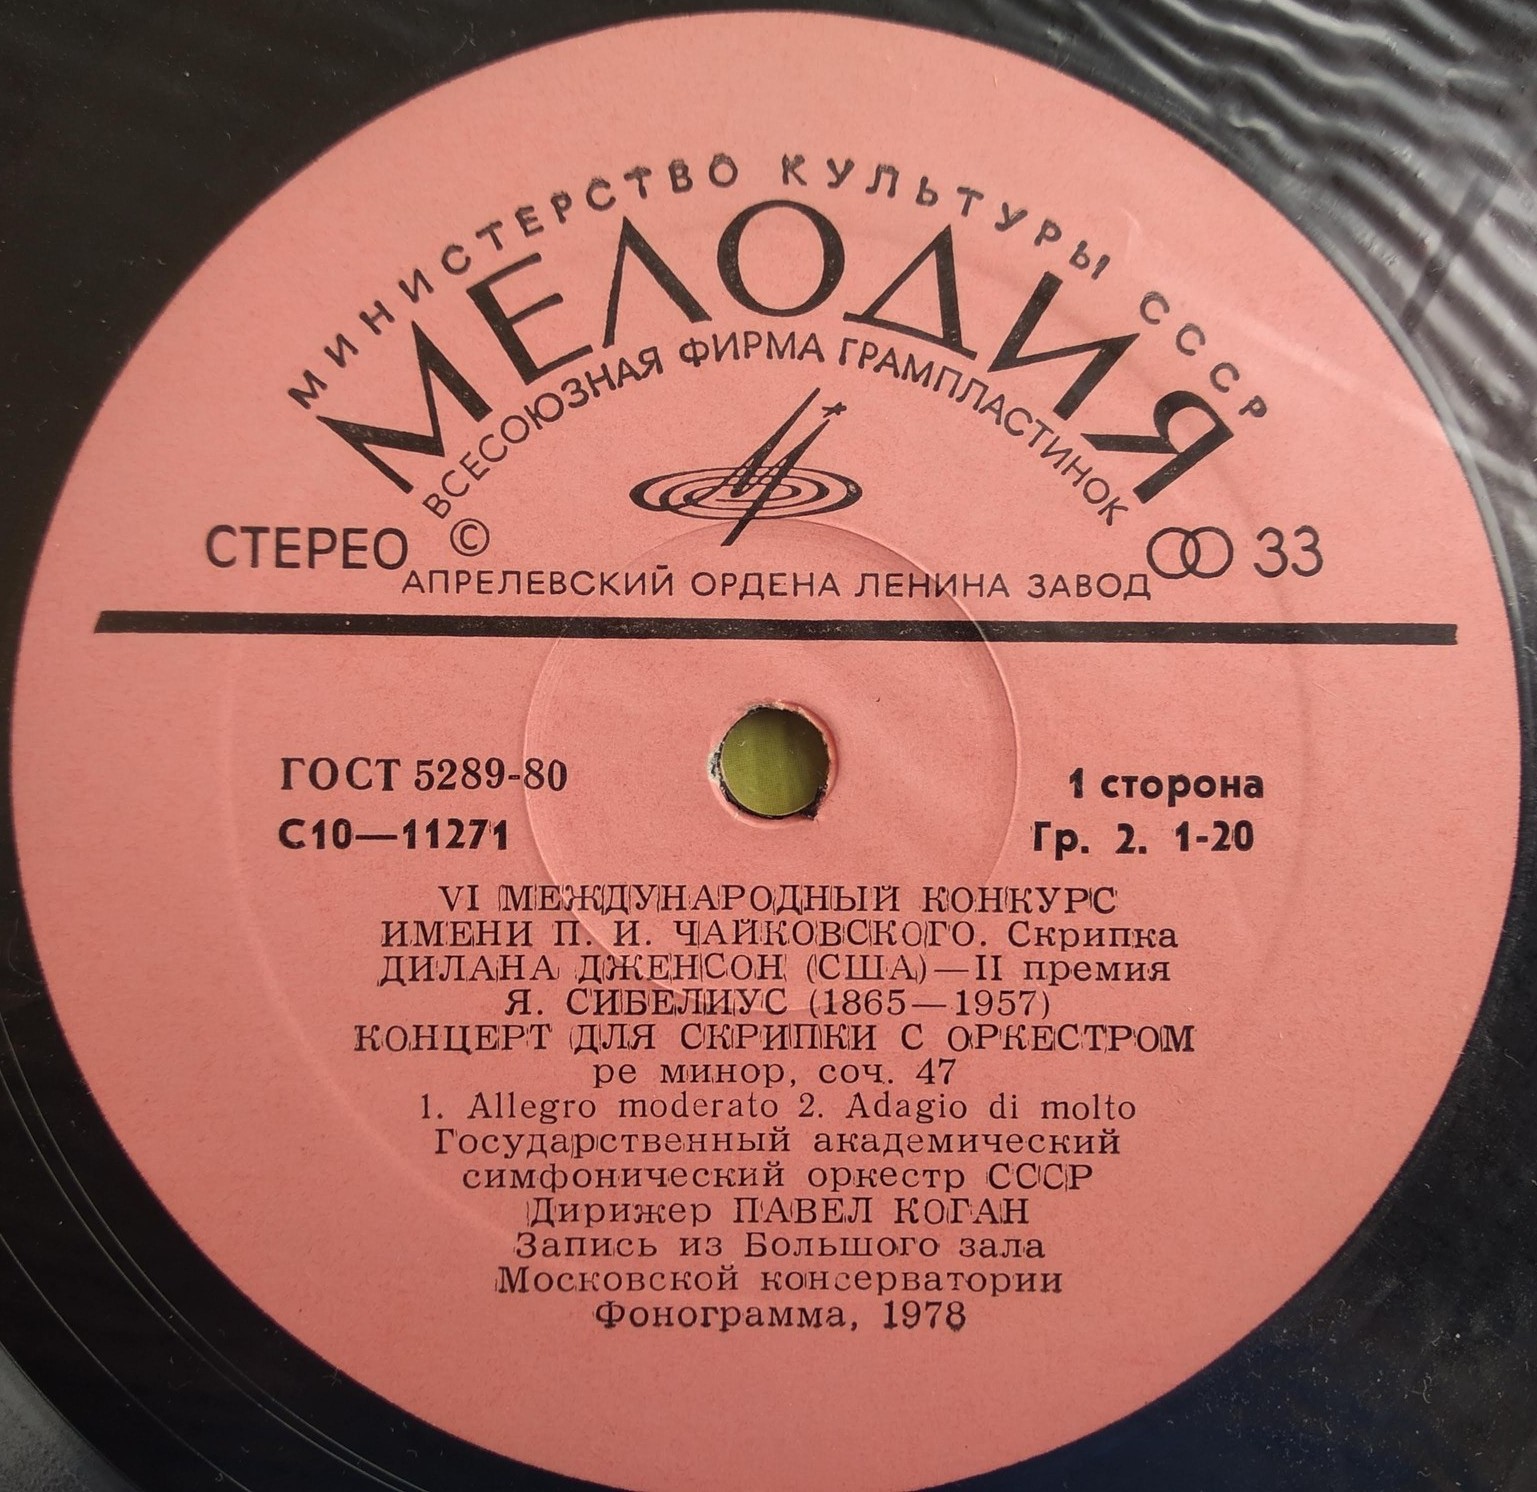 МИНИСТЕРСТВО КУЛЬТУРЫ СССР
МЕЛОДИЯ
ВСЕСОЮЗНАЯ ФИРМА ГРАМПЛАСТИНОК
СТЕРЕО © 33
АПРЕЛЕВСКИЙ ОРДЕНА ЛЕНИНА ЗАВОД
ГОСТ 5289-80
1 сторона
С10—11271
Гр. 2. 1-20
VI МЕЖДУНАРОДНЫЙ КОНКУРС
ИМЕНИ П. И. ЧАЙКОВСКОГО. Скрипка
ДИЛАНА ДЖЕНСОН (США)—II премия
Я. СИБЕЛИУС (1865—1957)
КОНЦЕРТ ДЛЯ СКРИПКИ С ОРКЕСТРОМ
ре минор, соч. 47
1. Allegro moderato 2. Adagio di molto
Государственный академический
симфонический оркестр СССР
Дирижер ПАВЕЛ КОГАН
Запись из Большого зала
Московской консерватории
Фонограмма, 1978